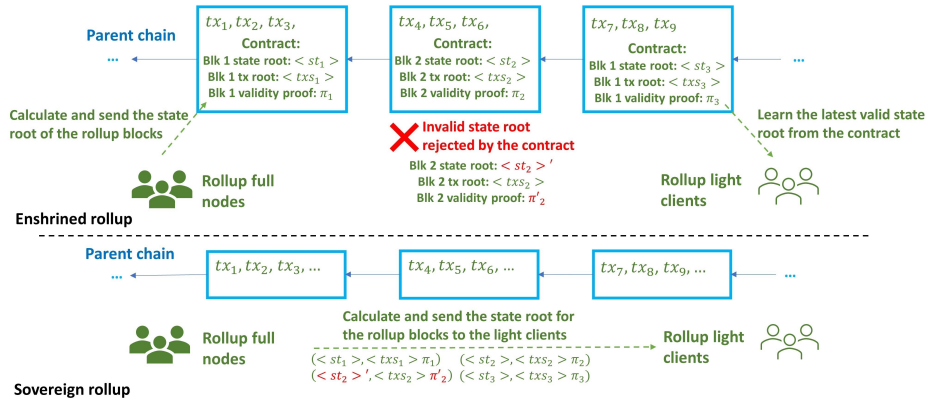 tx₁, tx₂, tx₃,
Contract:
Blk 1 state root: < st₁ >
Blk 1 tx root: < txs₁ >
Blk 1 validity proof: π₁
tx₄, tx₅, tx₆,
Contract:
Blk 2 state root: < st₂ >
Blk 2 tx root: < txs₂ >
Blk 2 validity proof: π₂
tx₇, tx₈, tx₉
Contract:
Blk 1 state root: < st₃ >
Blk 1 tx root: < txs₃ >
Blk 1 validity proof: π₃
Parent chain
...
...
Calculate and send the state
root of the rollup blocks
Invalid state root
rejected by the contract
Blk 2 state root: < st₂ > ′
Blk 2 tx root: < txs₂ >
Blk 2 validity proof: π′₂
Learn the latest valid state
root from the contract
Rollup full
nodes
Rollup light
clients
Enshrined rollup
Parent chain
...
tx₁, tx₂, tx₃, ...
tx₄, tx₅, tx₆, ...
tx₇, tx₈, tx₉, ...
...
Calculate and send the state root for
the rollup blocks to the light clients
Rollup full
nodes
Rollup light
clients
(< st₁ >, < txs₁ > π₁) (< st₂ >, < txs₂ > π₂)
(< st₂ > ′, < txs₂ > π′₂) (< st₃ >, < txs₃ > π₃)
Sovereign rollup